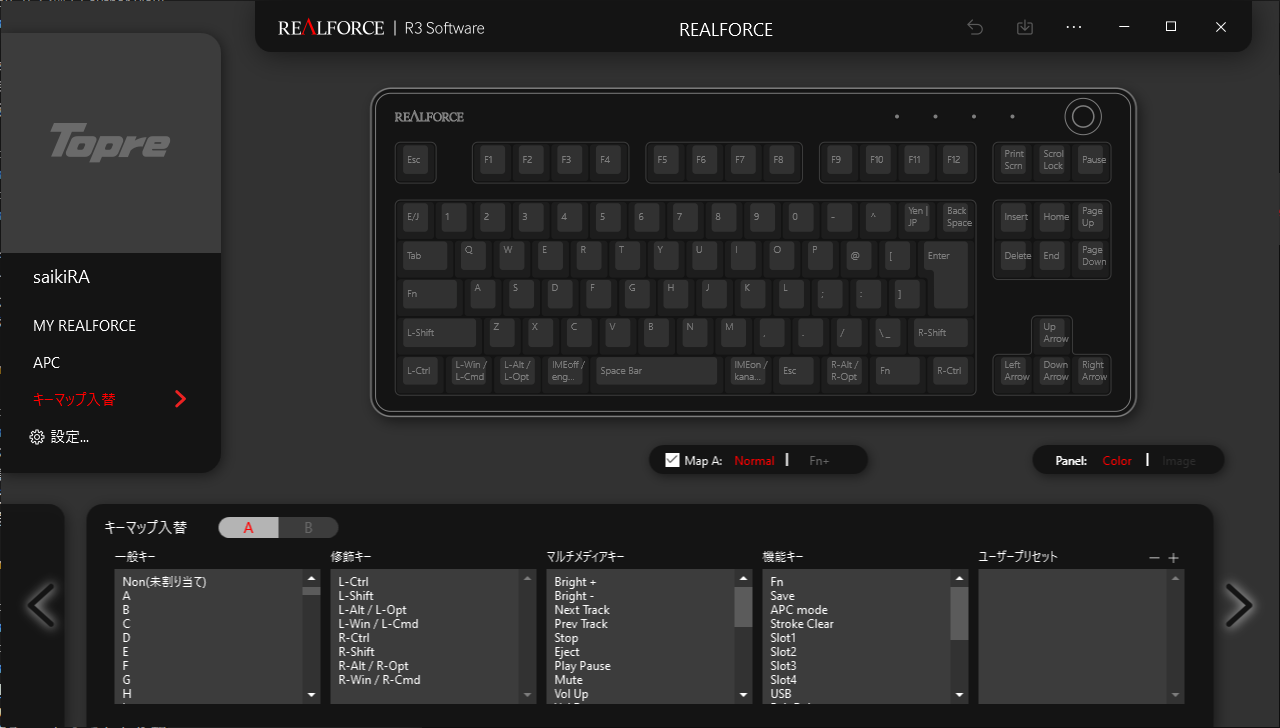 REALFORCE | R3 Software
REALFORCE
Topre
saikiRA
MY REALFORCE
APC
キーマップ入替
設定...
REALFORCE
Esc F1 F2 F3 F4 F5 F6 F7 F8 F9 F10 F11 F12 Print Scrn Scrol Lock Pause
E/J 1 2 3 4 5 6 7 8 9 0 - ^ Yen | JP Back Space Insert Home Page Up
Tab Q W E R T Y U I O P @ [ Enter Delete End Page Down
Fn A S D F G H J K L ; : ]
L-Shift Z X C V B N M , . / \_ R-Shift Up Arrow
L-Ctrl L-Win / L-Cmd L-Alt / L-Opt IMEoff / eng... Space Bar IMEon / kana... Esc R-Alt / R-Opt Fn R-Ctrl Left Arrow Down Arrow Right Arrow
Map A: Normal | Fn+
Panel: Color | Image
キーマップ入替 A B
一般キー
Non(未割り当て)
A
B
C
D
E
F
G
H
修飾キー
L-Ctrl
L-Shift
L-Alt / L-Opt
L-Win / L-Cmd
R-Ctrl
R-Shift
R-Alt / R-Opt
R-Win / R-Cmd
マルチメディアキー
Bright +
Bright -
Next Track
Prev Track
Stop
Eject
Play Pause
Mute
Vol Up
機能キー
Fn
Save
APC mode
Stroke Clear
Slot1
Slot2
Slot3
Slot4
USB
ユーザープリセット